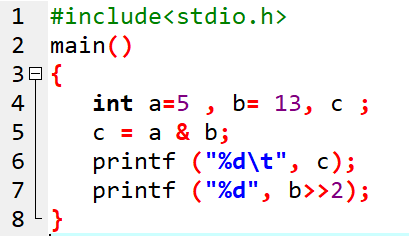 1 #include<stdio.h>
2 main()
3 {
4 int a=5 , b= 13, c ;
5 c = a & b;
6 printf ("%d\t", c);
7 printf ("%d", b>>2);
8 }